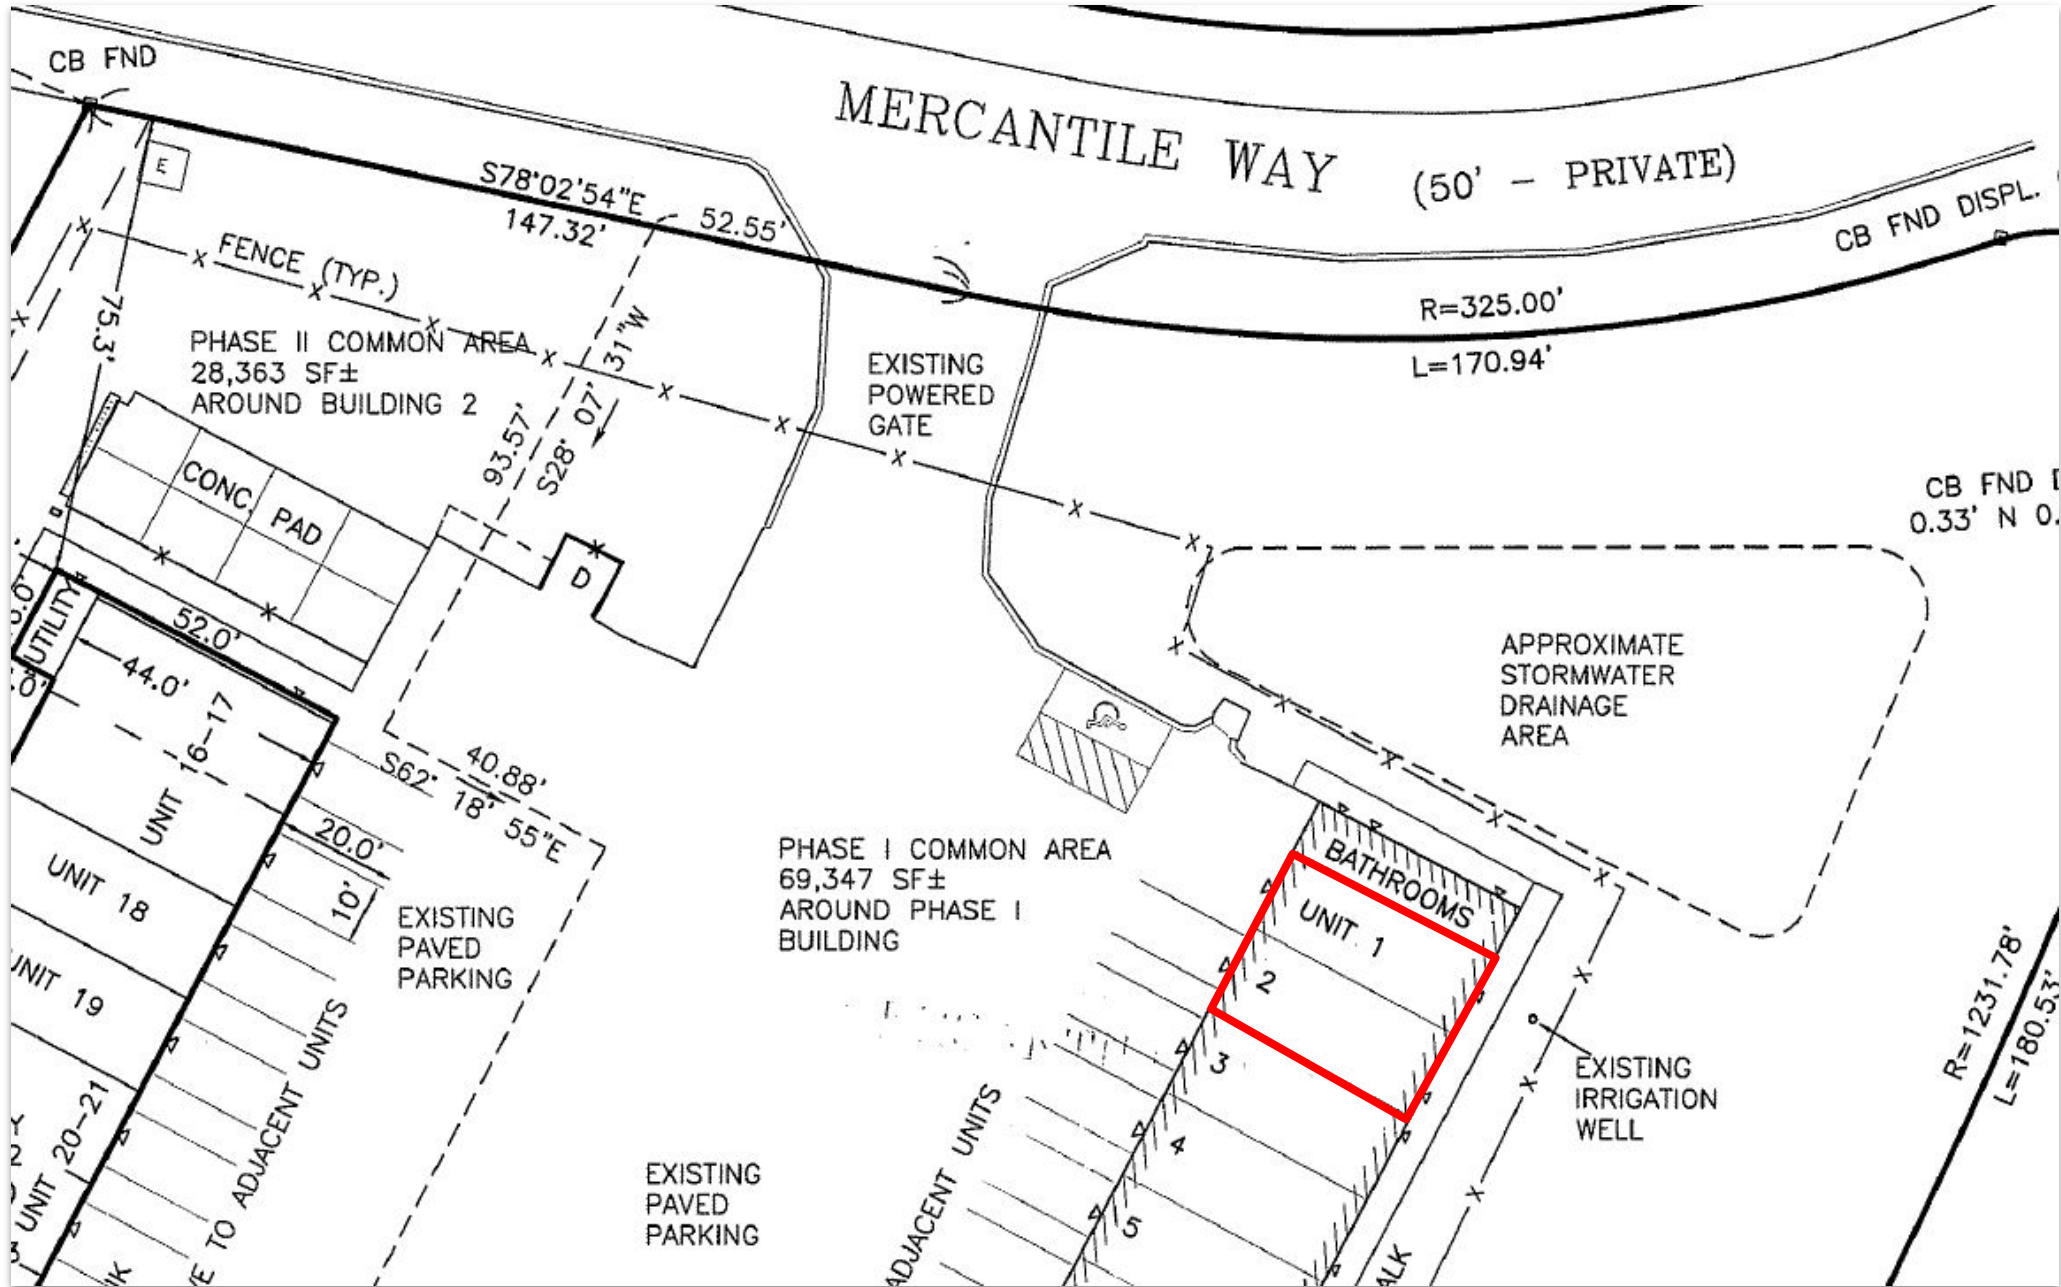 CB FND
MERCANTILE WAY (50' - PRIVATE)
E
S78°02'54"E
147.32'
52.55'
CB FND DISPL.
FENCE (TYP.)
R=325.00'
L=170.94'
75.3'
PHASE II COMMON AREA
28,363 SF±
AROUND BUILDING 2
93.57'
S28° 07' 31"W
EXISTING
POWERED
GATE
CONC. PAD
CB FND
0.33' N 0.
D
UTILITY
52.0'
44.0'
UNIT 16-17
40.88'
S62° 18' 55"E
APPROXIMATE
STORMWATER
DRAINAGE
AREA
20.0'
10'
UNIT 18
EXISTING
PAVED
PARKING
PHASE I COMMON AREA
69,347 SF±
AROUND PHASE I
BUILDING
BATHROOMS
UNIT 1
2
3
4
5
UNIT 19
UNIT 20-21
TO ADJACENT UNITS
ADJACENT UNITS
EXISTING
PAVED
PARKING
EXISTING
IRRIGATION
WELL
R=1231.78'
L=180.53'